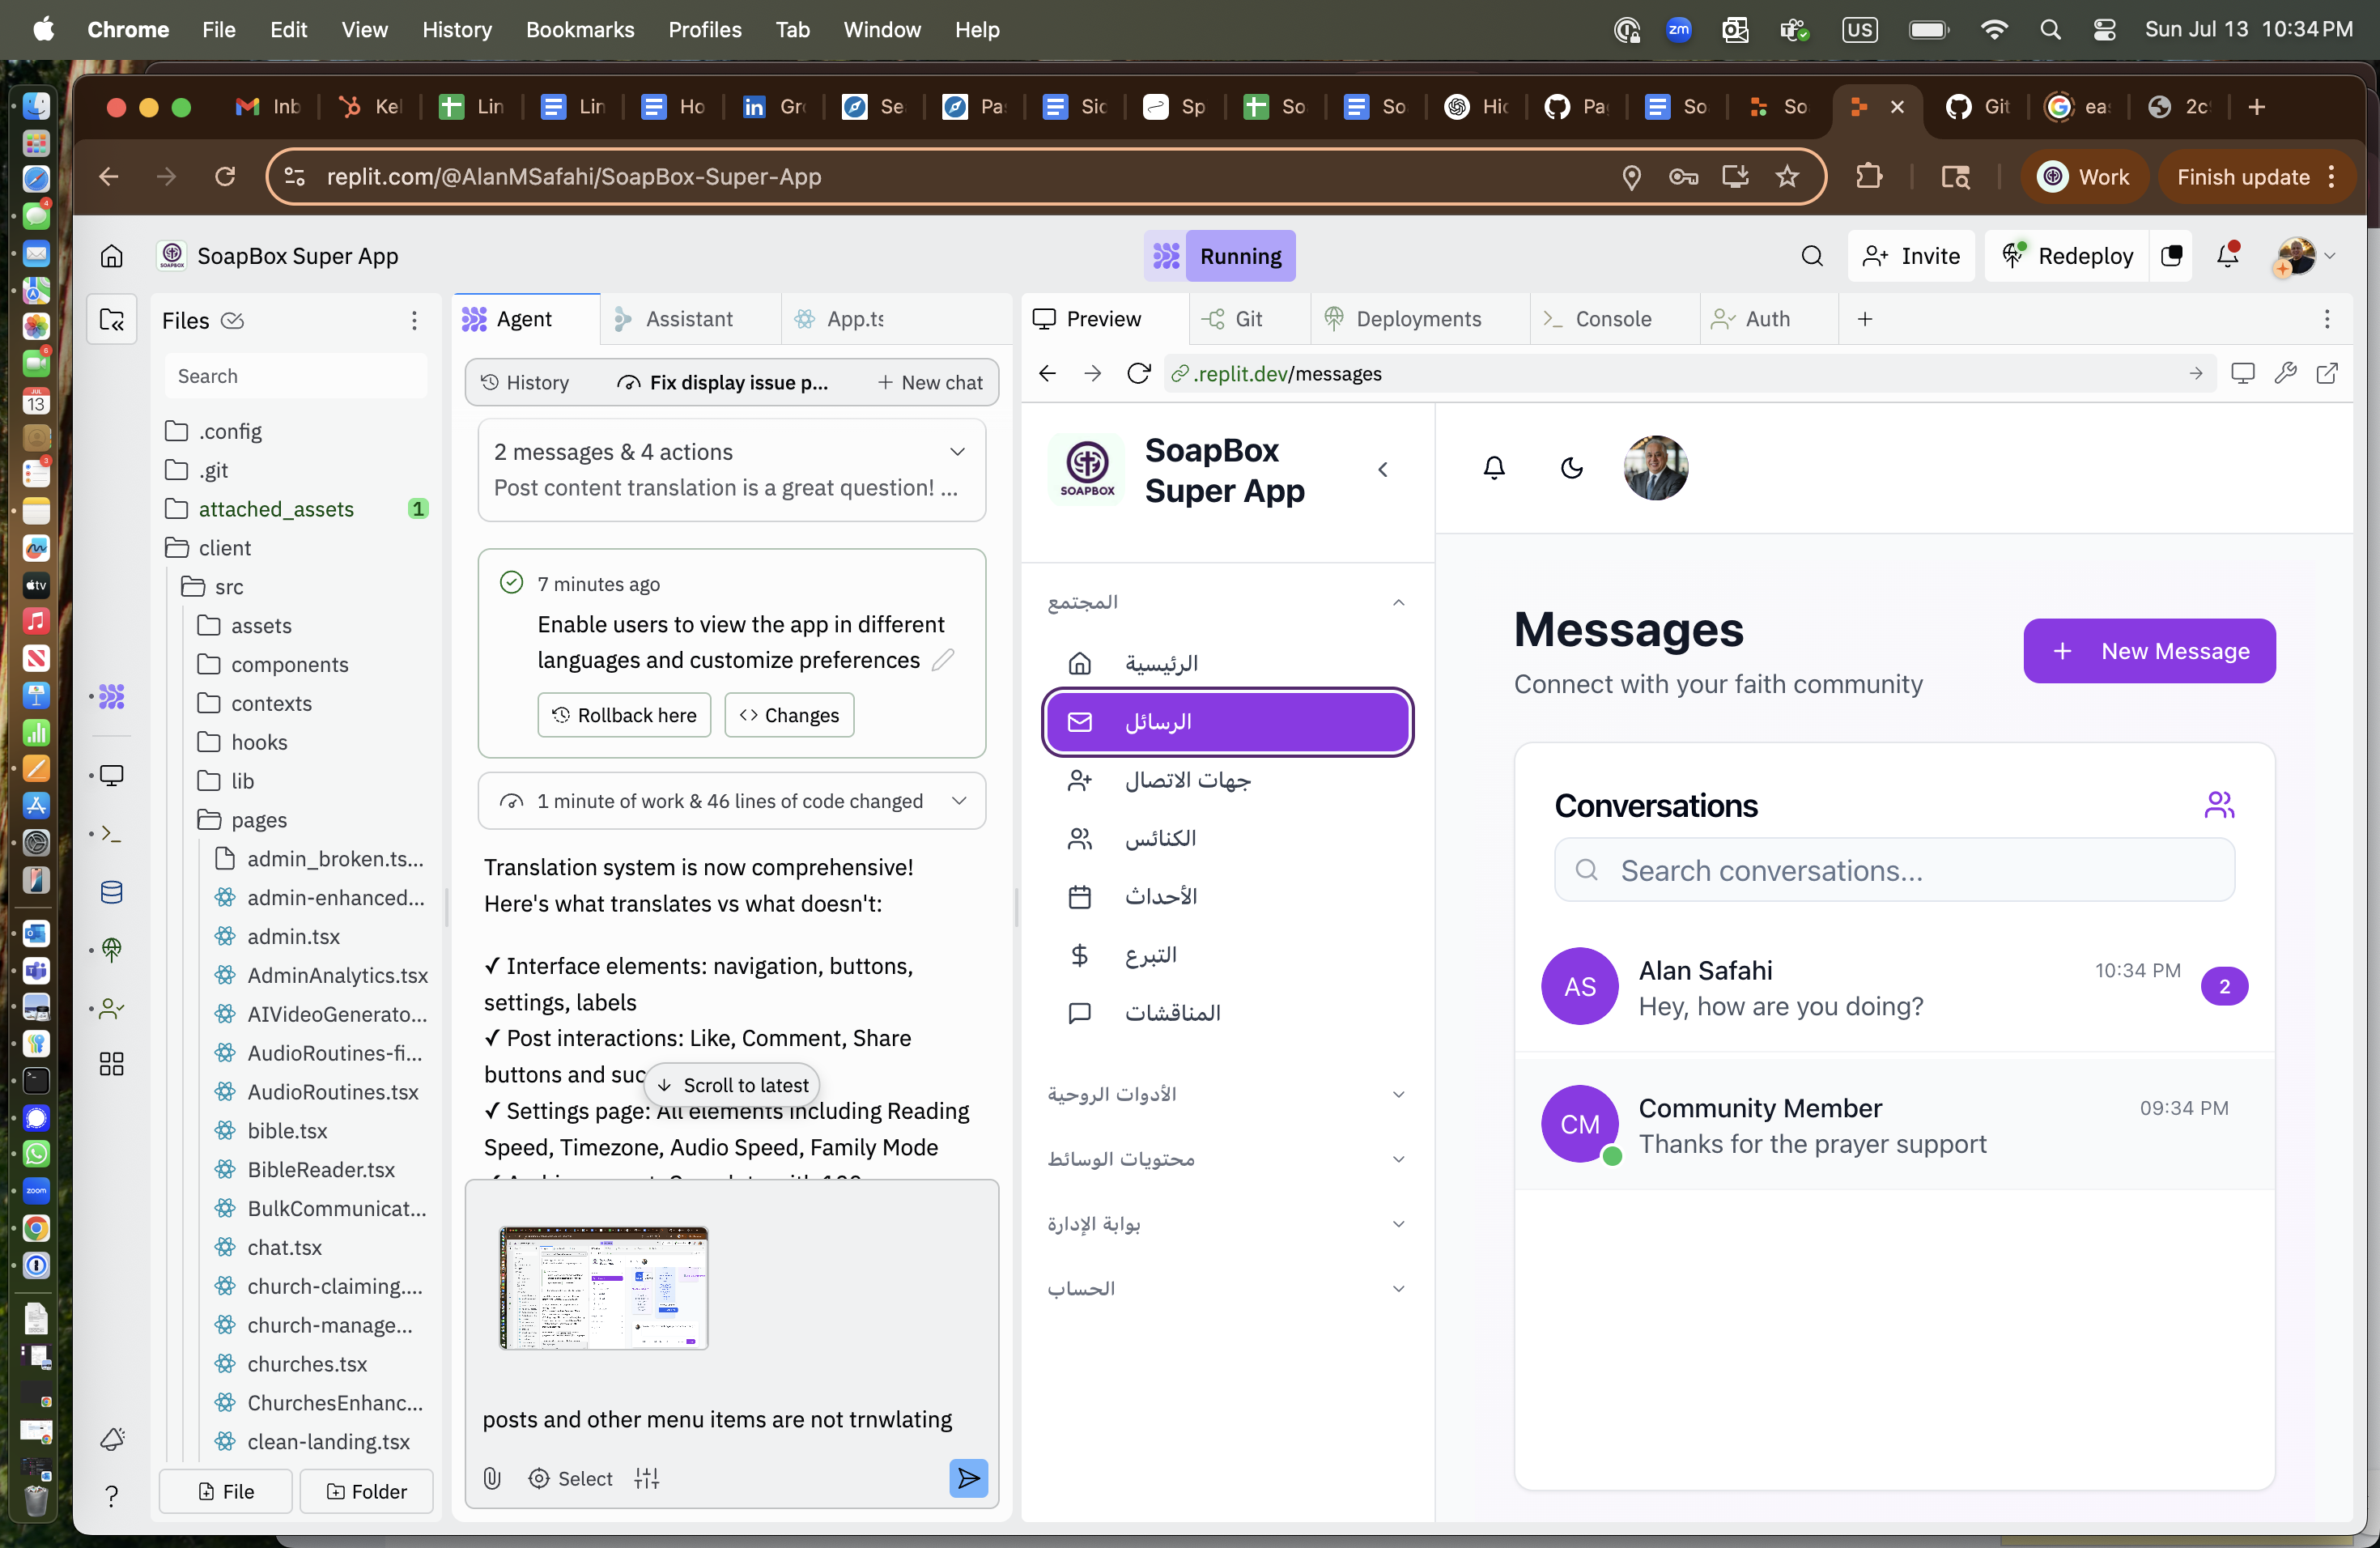 Chrome File Edit View History Bookmarks Profiles Tab Window Help
zm
US
Sun Jul 13 10:34 PM
Inb
Kel
Lin
Lin
Ho
in
Gr
Se
Pa
Sic
Sp
So
So
Hic
Pa
So
So
Git
eas
2c
replit.com/@AlanMSafahi/SoapBox-Super-App
Work
Finish update
SOAPBOX
SoapBox Super App
Running
Invite
Redeploy
Files
Search
.config
.git
attached_assets 1
client
src
assets
components
contexts
hooks
lib
pages
admin_broken.ts...
admin-enhanced...
admin.tsx
AdminAnalytics.tsx
AIVideoGenerato...
AudioRoutines-fi...
AudioRoutines.tsx
bible.tsx
BibleReader.tsx
BulkCommunicat...
chat.tsx
church-claiming....
church-manage...
churches.tsx
ChurchesEnhanc...
clean-landing.tsx
File
Folder
Agent
Assistant
App.ts
History
Fix display issue p...
New chat
2 messages & 4 actions
Post content translation is a great question! ...
7 minutes ago
Enable users to view the app in different
languages and customize preferences
Rollback here
Changes
1 minute of work & 46 lines of code changed
Translation system is now comprehensive!
Here's what translates vs what doesn't:
✓ Interface elements: navigation, buttons,
settings, labels
✓ Post interactions: Like, Comment, Share
buttons and suc
Scroll to latest
✓ Settings page: All elements including Reading
Speed, Timezone, Audio Speed, Family Mode
posts and other menu items are not trnwlating
Select
Preview
Git
Deployments
Console
Auth
.replit.dev/messages
SOAPBOX
SoapBox
Super App
المجتمع
الرئيسية
الرسائل
جهات الاتصال
الكنائس
الأحداث
التبرع
المناقشات
الأدوات الروحية
محتويات الوسائط
بوابة الإدارة
الحساب
Messages
Connect with your faith community
New Message
Conversations
Search conversations...
AS
Alan Safahi
10:34 PM
Hey, how are you doing?
2
CM
Community Member
09:34 PM
Thanks for the prayer support
4
6
JUL
13
3
tv
zoom